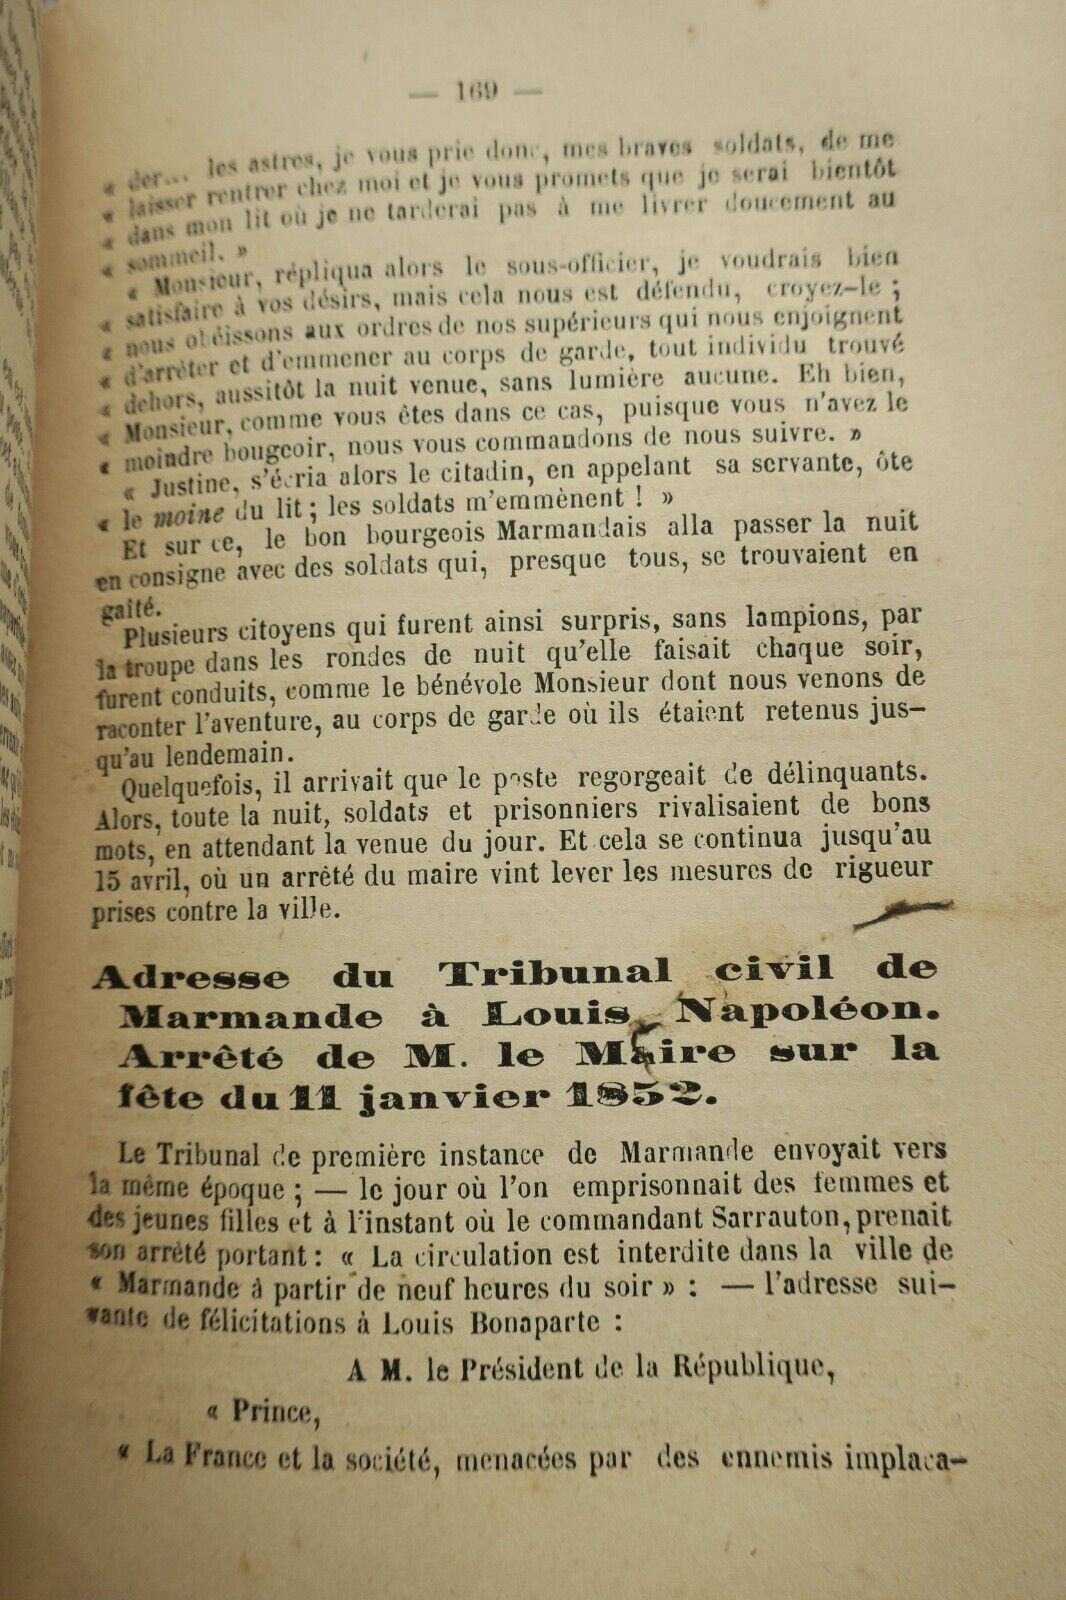 — 169 —
« der... les astres, je vous prie donc, mes braves soldats, de me
« laisser rentrer chez moi et je vous promets que je serai bientôt
« dans mon lit où je ne tarderai pas à me livrer doucement au
« sommeil. »
« Monsieur, répliqua alors le sous-officier, je voudrais bien
« satisfaire à vos désirs, mais cela nous est défendu, croyez-le ;
« nous obéissons aux ordres de nos supérieurs qui nous enjoignent
« d'arrêter et d'emmener au corps de garde, tout individu trouvé
« dehors, aussitôt la nuit venue, sans lumière aucune. Eh bien,
« Monsieur, comme vous êtes dans ce cas, puisque vous n'avez le
« moindre bougeoir, nous vous commandons de nous suivre. »
« Justine, s'écria alors le citadin, en appelant sa servante, ôte
« le moine du lit ; les soldats m'emmènent ! »
Et sur ce, le bon bourgeois Marmandais alla passer la nuit
en consigne avec des soldats qui, presque tous, se trouvaient en
gaîté.
Plusieurs citoyens qui furent ainsi surpris, sans lampions, par
la troupe dans les rondes de nuit qu'elle faisait chaque soir,
furent conduits, comme le bénévole Monsieur dont nous venons de
raconter l'aventure, au corps de garde où ils étaient retenus jus-
qu'au lendemain.
Quelquefois, il arrivait que le poste regorgeait de délinquants.
Alors, toute la nuit, soldats et prisonniers rivalisaient de bons
mots, en attendant la venue du jour. Et cela se continua jusqu'au
15 avril, où un arrêté du maire vint lever les mesures de rigueur
prises contre la ville.
Adresse du Tribunal civil de
Marmande à Louis Napoléon.
Arrêté de M. le Maire sur la
fête du 11 janvier 1852.
Le Tribunal de première instance de Marmande envoyait vers
la même époque ; — le jour où l'on emprisonnait des femmes et
des jeunes filles et à l'instant où le commandant Sarrauton, prenait
son arrêté portant : « La circulation est interdite dans la ville de
« Marmande à partir de neuf heures du soir » : — l'adresse sui-
vante de félicitations à Louis Bonaparte :
A M. le Président de la République,
« Prince,
« La France et la société, menacées par des ennemis implaca-